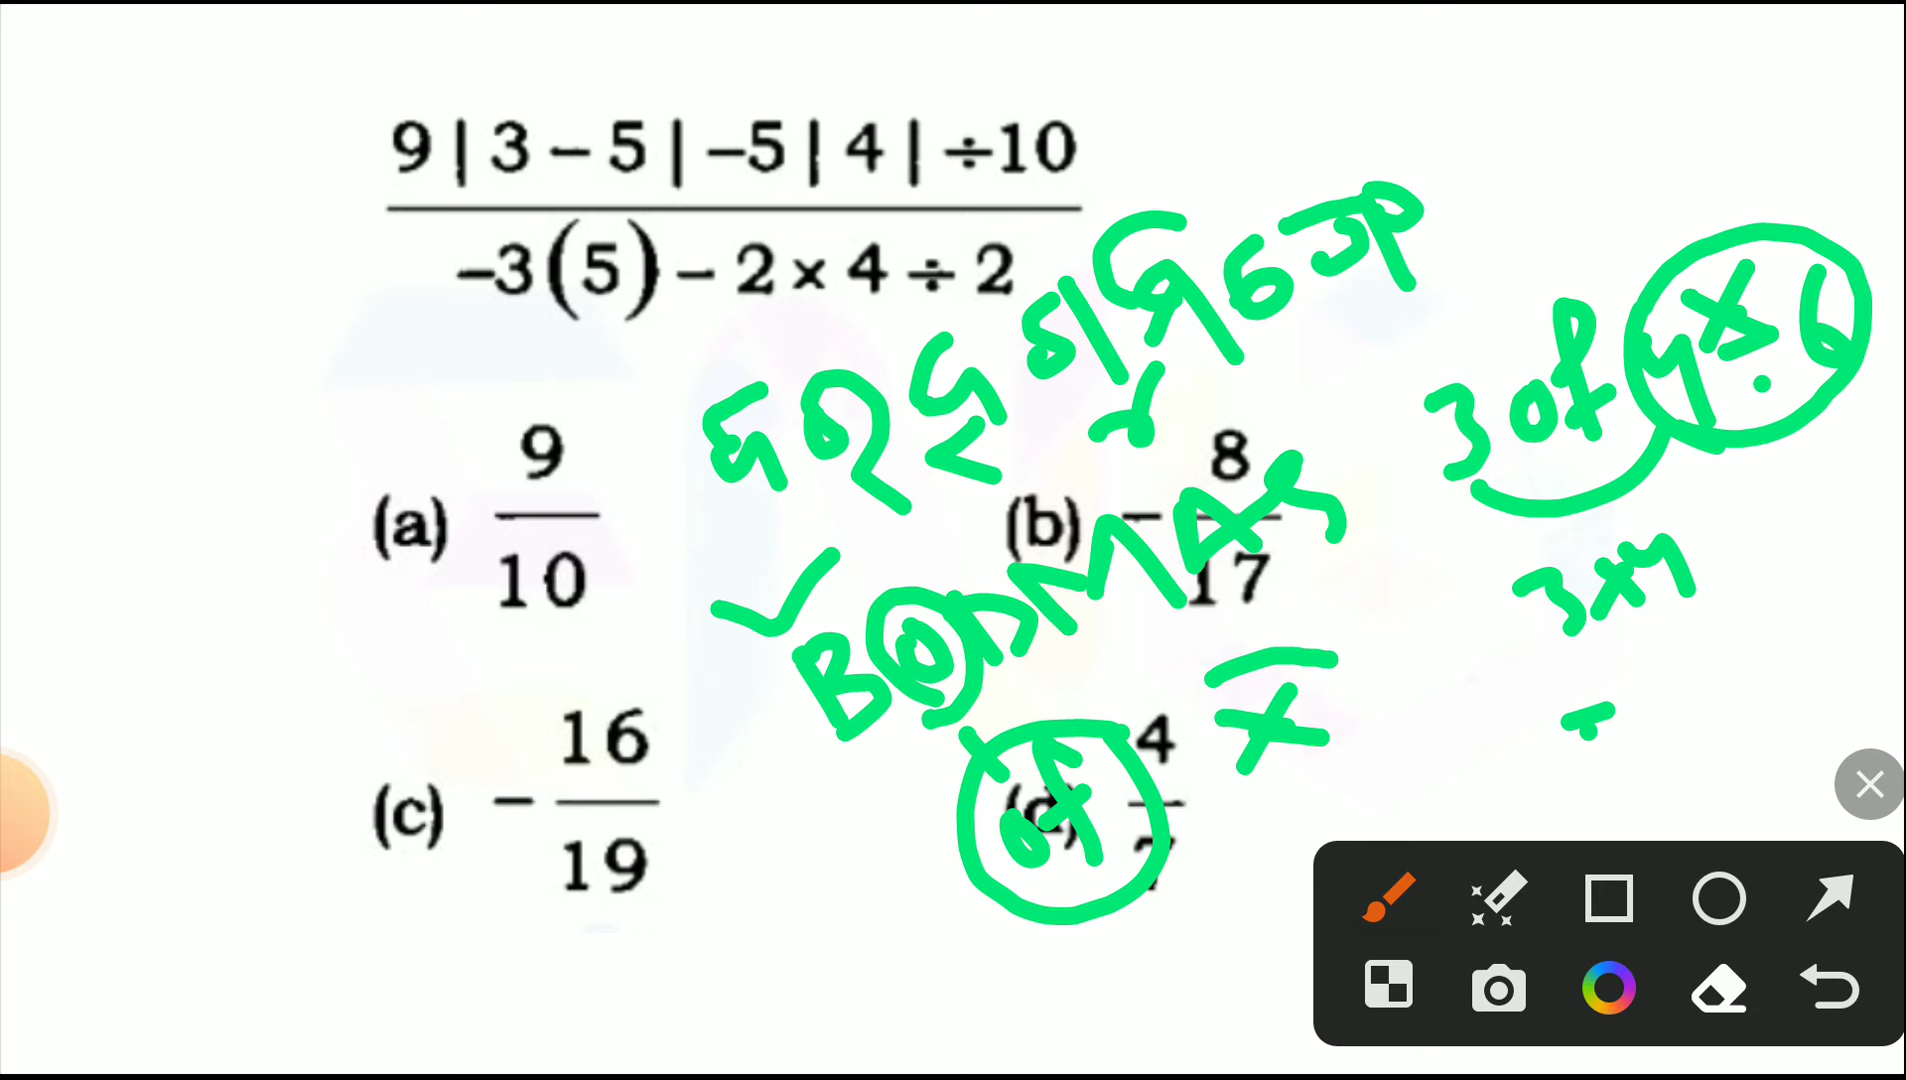 9 | 3 – 5 | –5 | 4 | ÷10
–3(5) – 2 × 4 ÷ 2
3 of 4 × 6
(a) 9
10
(b) – 8
17
BODMAS
3+4
(c) – 16
19
(d) 4
7
of